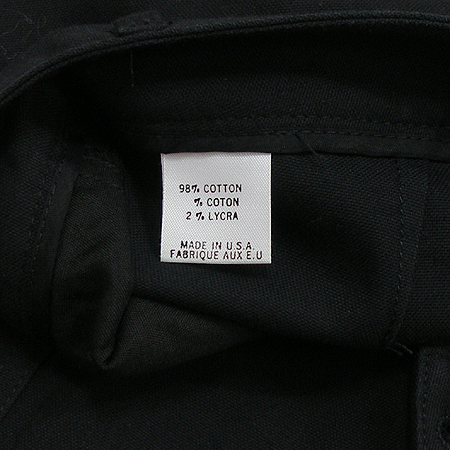 98% COTTON
% COTON
2 % LYCRA
MADE IN U.S.A.
FABRIQUE AUX E.U